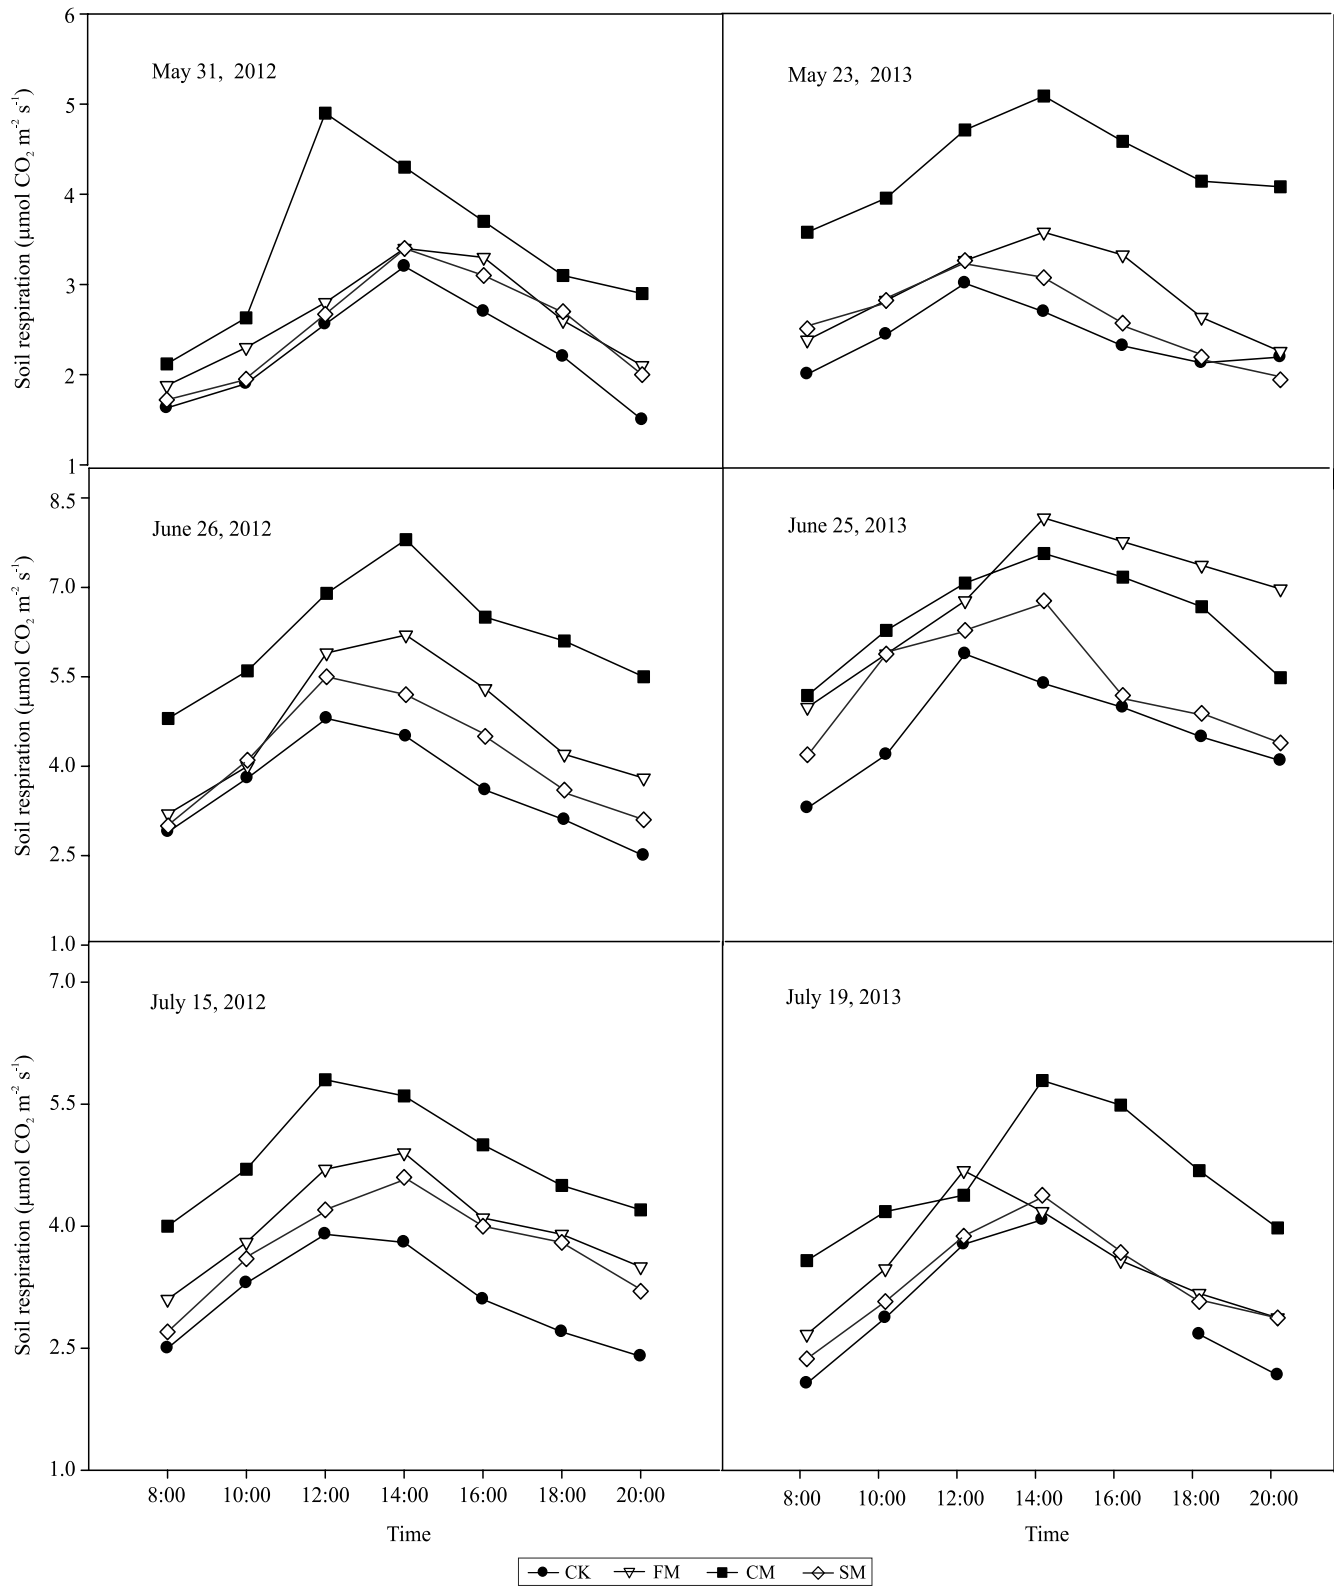 6
5
4
3
2
1
Soil respiration (µmol CO₂ m⁻² s⁻¹)
May 31, 2012
May 23, 2013
8.5
7.0
5.5
4.0
2.5
1.0
Soil respiration (µmol CO₂ m⁻² s⁻¹)
June 26, 2012
June 25, 2013
7.0
5.5
4.0
2.5
1.0
Soil respiration (µmol CO₂ m⁻² s⁻¹)
July 15, 2012
July 19, 2013
8:00 10:00 12:00 14:00 16:00 18:00 20:00
8:00 10:00 12:00 14:00 16:00 18:00 20:00
Time
Time
CK FM CM SM